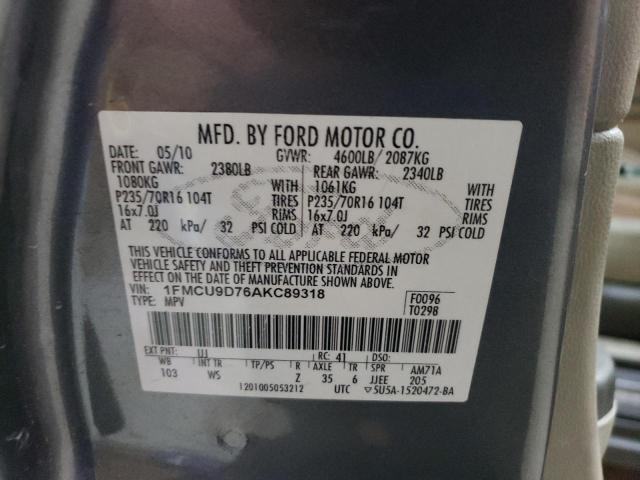 MFD. BY FORD MOTOR CO.
DATE: 05/10 GVWR: 4600LB/ 2087KG
FRONT GAWR: 2380LB REAR GAWR: 2340LB
1080KG WITH 1061KG WITH
P235/70R16 104T TIRES P235/70R16 104T TIRES
16x7.0J RIMS 16x7.0J RIMS
AT 220 kPa/ 32 PSI COLD AT 220 kPa/ 32 PSI COLD
THIS VEHICLE CONFORMS TO ALL APPLICABLE FEDERAL MOTOR
VEHICLE SAFETY AND THEFT PREVENTION STANDARDS IN
EFFECT ON THE DATE OF MANUFACTURE SHOWN ABOVE.
VIN: 1FMCU9D76AKC89318 F0096
TYPE: MPV T0298
EXT PNT: UJ RC: 41 DSO:
WB INT TR TP/PS R AXLE TR SPR AM71A
103 WS Z 35 6 JJEE 205
1201005053212 UTC ▽5U5A-1520472-BA
Ford